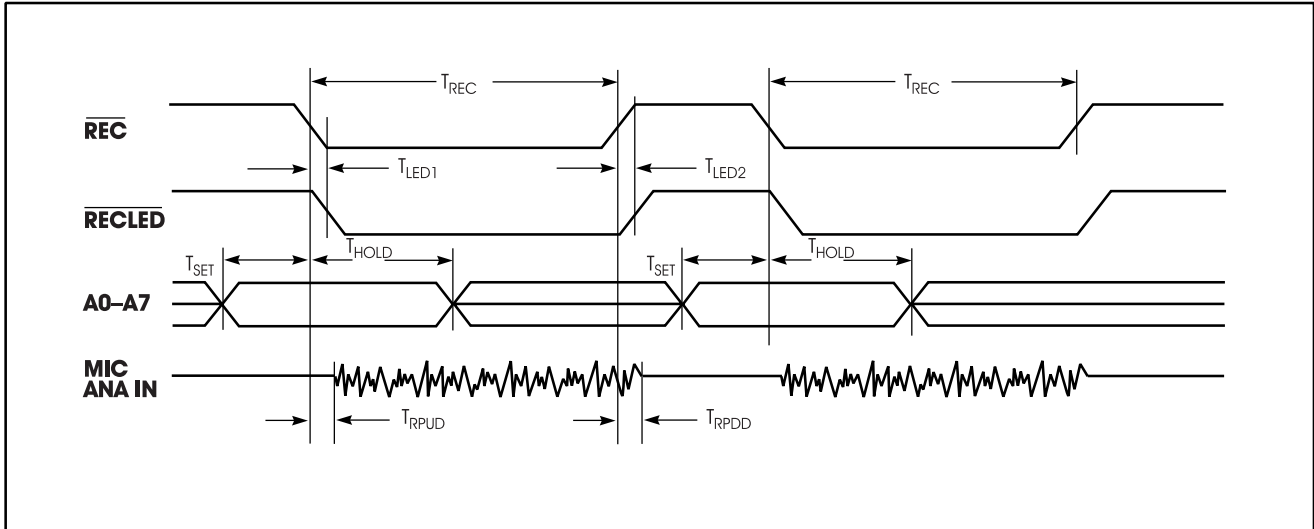 T_REC T_REC
REC
T_LED1 T_LED2
RECLED
T_SET T_HOLD T_SET T_HOLD
A0–A7
MIC
ANA IN
T_RPUD T_RPDD